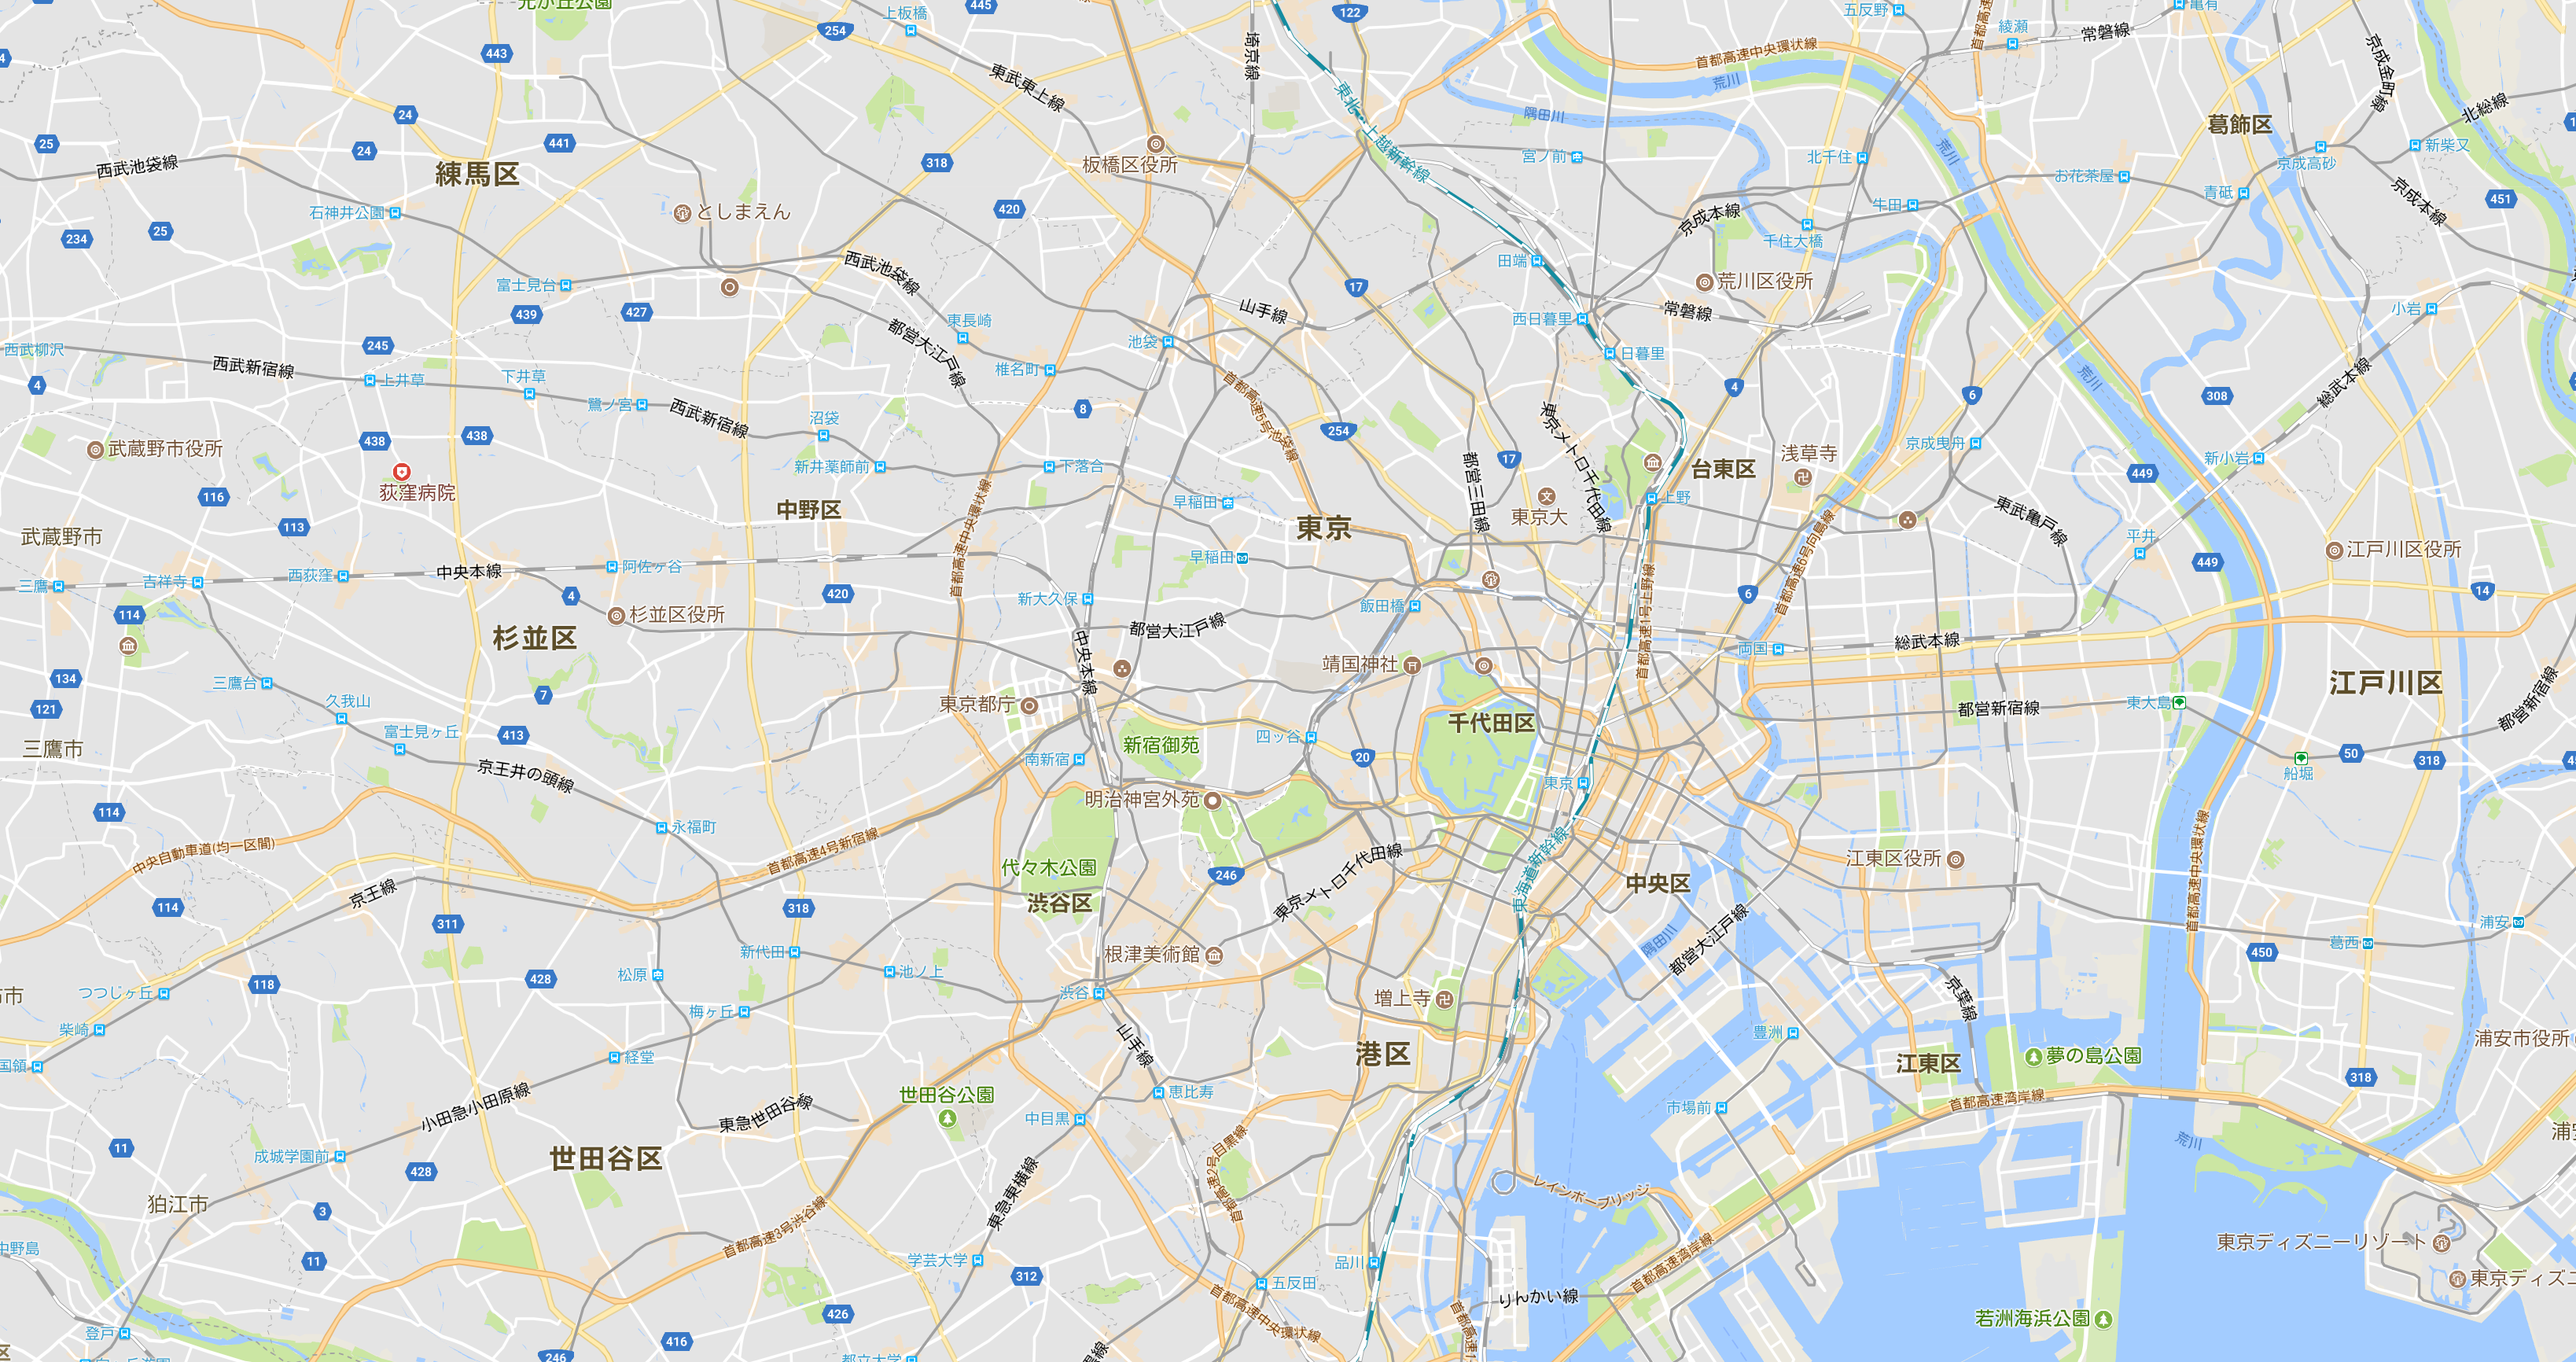 光が丘公園
上板橋
445
254
122
五反野
亀有
443
綾瀬
常磐線
首都高速中央環状線
荒川
埼京線
東武東上線
京成金町線
北総線
東北・上越新幹線
隅田川
24
441
25
24
318
葛飾区
板橋区役所
宮ノ前
北千住
京成高砂
新柴又
西武池袋線
練馬区
お花茶屋
青砥
451
石神井公園
としまえん
420
牛田
京成本線
京成本線
千住大橋
荒川
234
25
西武池袋線
田端
荒川区役所
富士見台
17
439
427
山手線
常磐線
小岩
西武柳沢
245
都営大江戸線
東長崎
池袋
西日暮里
日暮里
西武新宿線
上井草
下井草
椎名町
首都高速5号池袋線
4
4
6
308
総武本線
荒川
鷺ノ宮
西武新宿線
沼袋
8
254
東京メトロ千代田線
武蔵野市役所
438
438
新井薬師前
下落合
都営三田線
17
台東区
浅草寺
京成曳舟
新小岩
449
荻窪病院
116
113
中野区
早稲田
東京
東京大
上野
東武亀戸線
武蔵野市
首都高速中央環状線
早稲田
平井
江戸川区役所
449
三鷹
吉祥寺
西荻窪
中央本線
阿佐ヶ谷
4
420
新大久保
飯田橋
首都高速1号上野線
6
首都高速6号向島線
14
114
杉並区役所
杉並区
都営大江戸線
中央本線
靖国神社
両国
総武本線
134
三鷹台
7
東京都庁
江戸川区
121
久我山
富士見ヶ丘
413
新宿御苑
四ッ谷
千代田区
都営新宿線
東大島
都営新宿線
三鷹市
京王井の頭線
南新宿
20
東京
50
318
船堀
114
明治神宮外苑
永福町
中央自動車道(均一区間)
首都高速4号新宿線
代々木公園
246
東京メトロ千代田線
東海道新幹線
江東区役所
首都高速中央環状線
中央区
京王線
114
311
318
渋谷区
隅田川
都営大江戸線
浦安
新代田
根津美術館
葛西
450
428
松原
池ノ上
つつじヶ丘
118
渋谷
増上寺
京葉線
柴崎
梅ヶ丘
豊洲
浦安市役所
国領
経堂
山手線
港区
江東区
夢の島公園
318
小田急小田原線
東急世田谷線
世田谷公園
中目黒
恵比寿
市場前
首都高速湾岸線
荒川
11
成城学園前
428
世田谷区
東急東横線
首都高速2号目黒線
レインボーブリッジ
狛江市
3
首都高速3号渋谷線
中野島
11
学芸大学
312
品川
首都高速湾岸線
東京ディズニーリゾート
五反田
首都高速中央環状線
りんかい線
若洲海浜公園
426
登戸
416
246
都立大学